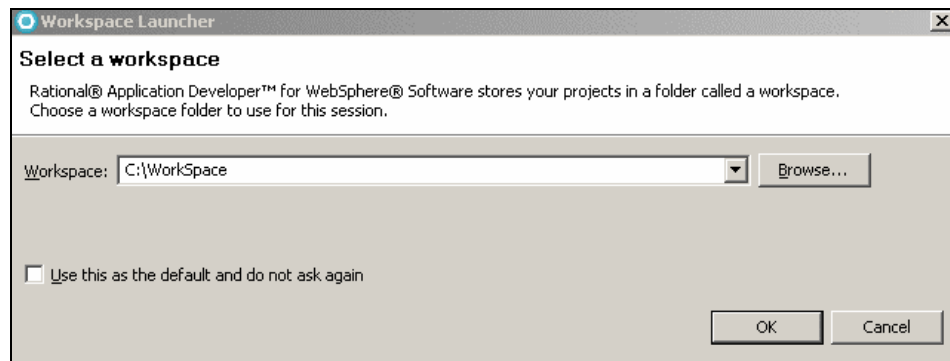 Workspace Launcher
Select a workspace
Rational® Application Developer™ for WebSphere® Software stores your projects in a folder called a workspace.
Choose a workspace folder to use for this session.
Workspace: C:\WorkSpace Browse...
Use this as the default and do not ask again
OK Cancel